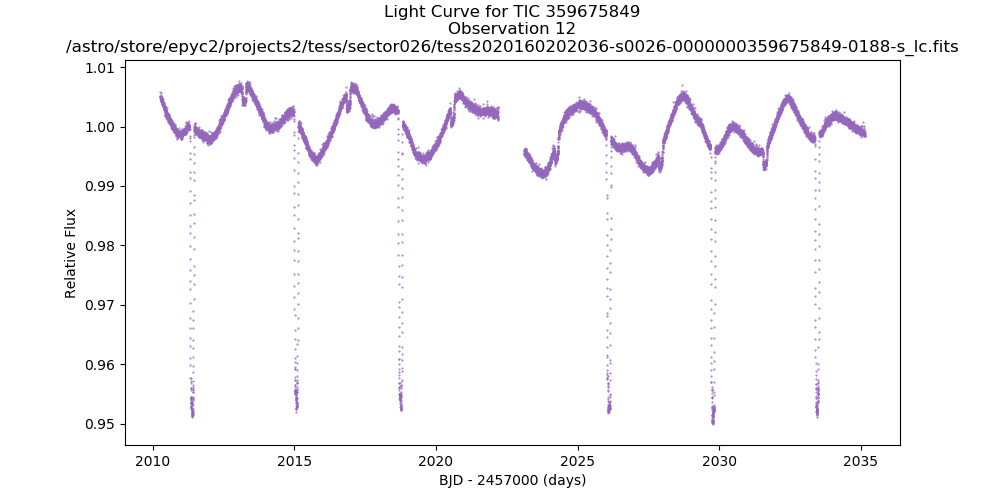 Light Curve for TIC 359675849
Observation 12
/astro/store/epyc2/projects2/tess/sector026/tess2020160202036-s0026-0000000359675849-0188-s_lc.fits
1.01
1.00
0.99
0.98
0.97
0.96
0.95
Relative Flux
2010
2015
2020
2025
2030
2035
BJD - 2457000 (days)